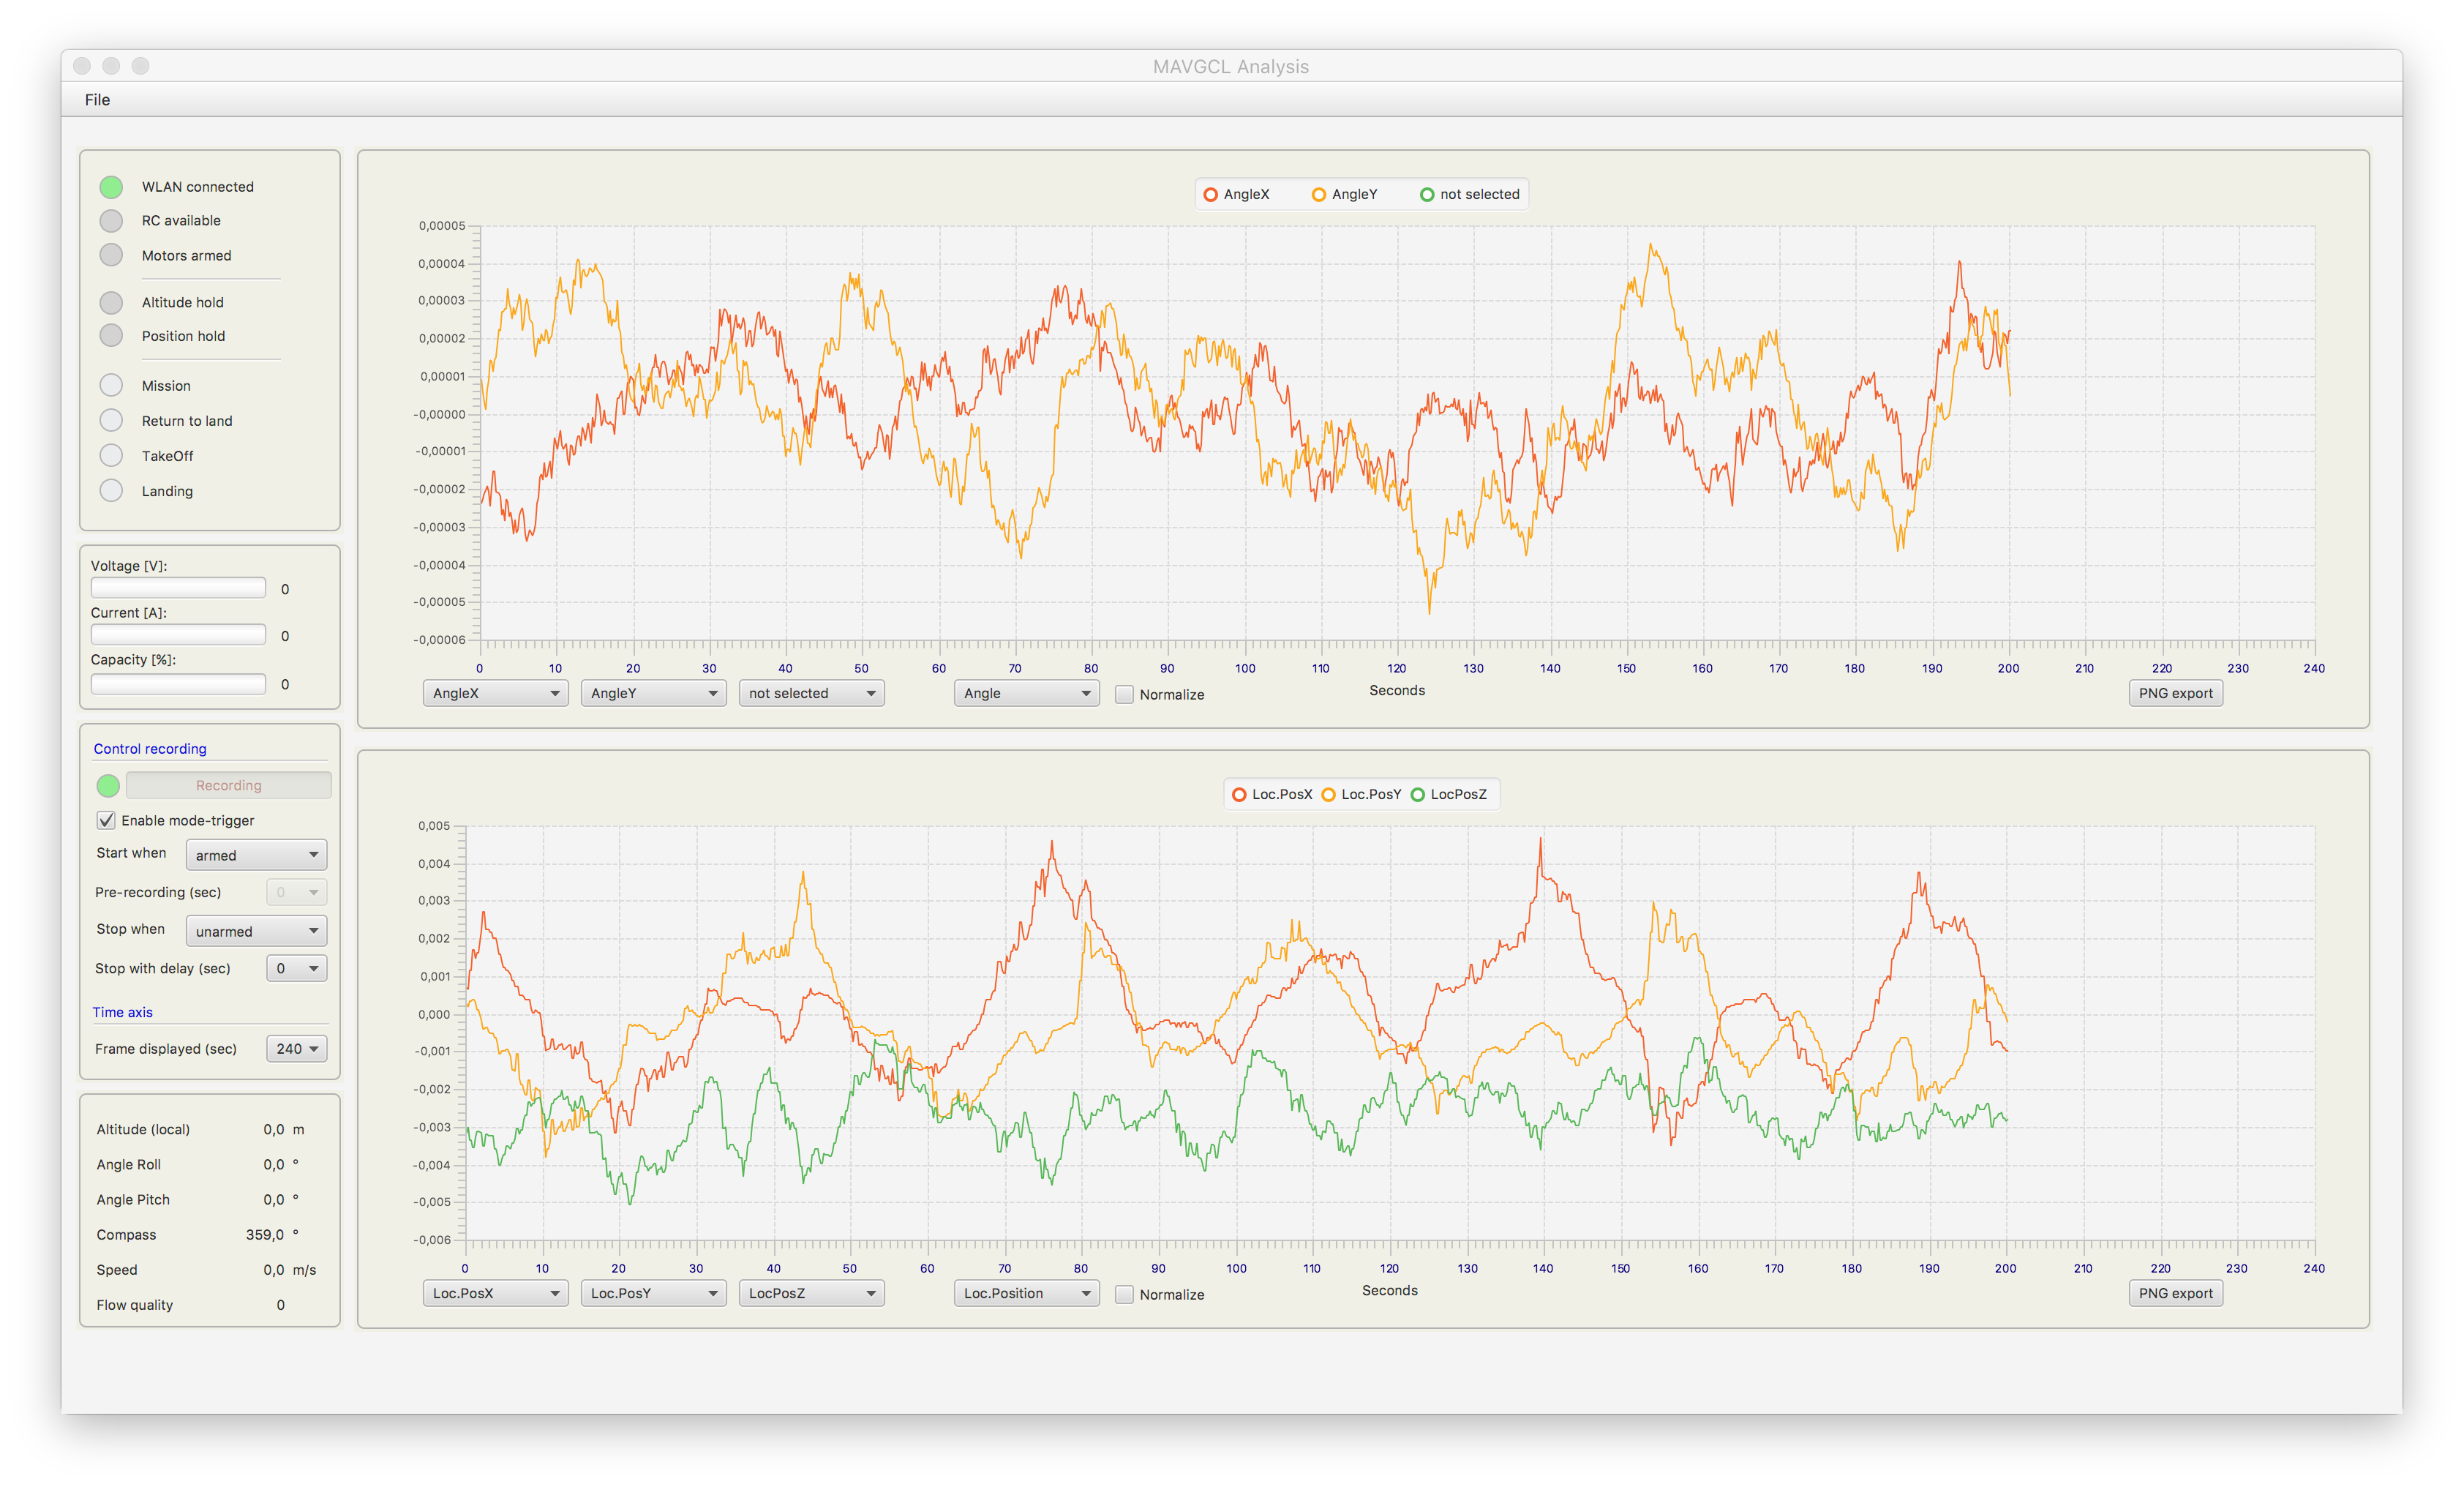 MAVGCL Analysis
File
WLAN connected
RC available
Motors armed
Altitude hold
Position hold
Mission
Return to land
TakeOff
Landing
Voltage [V]:
0
Current [A]:
0
Capacity [%]:
0
Control recording
Recording
Enable mode-trigger
Start when armed
Pre-recording (sec) 0
Stop when unarmed
Stop with delay (sec) 0
Time axis
Frame displayed (sec) 240
Altitude (local) 0,0 m
Angle Roll 0,0 °
Angle Pitch 0,0 °
Compass 359,0 °
Speed 0,0 m/s
Flow quality 0
AngleX AngleY not selected
0,00005
0,00004
0,00003
0,00002
0,00001
-0,00000
-0,00001
-0,00002
-0,00003
-0,00004
-0,00005
-0,00006
0 10 20 30 40 50 60 70 80 90 100 110 120 130 140 150 160 170 180 190 200 210 220 230 240
AngleX AngleY not selected Angle Normalize Seconds PNG export
Loc.PosX Loc.PosY LocPosZ
0,005
0,004
0,003
0,002
0,001
0,000
-0,001
-0,002
-0,003
-0,004
-0,005
-0,006
0 10 20 30 40 50 60 70 80 90 100 110 120 130 140 150 160 170 180 190 200 210 220 230 240
Loc.PosX Loc.PosY LocPosZ Loc.Position Normalize Seconds PNG export